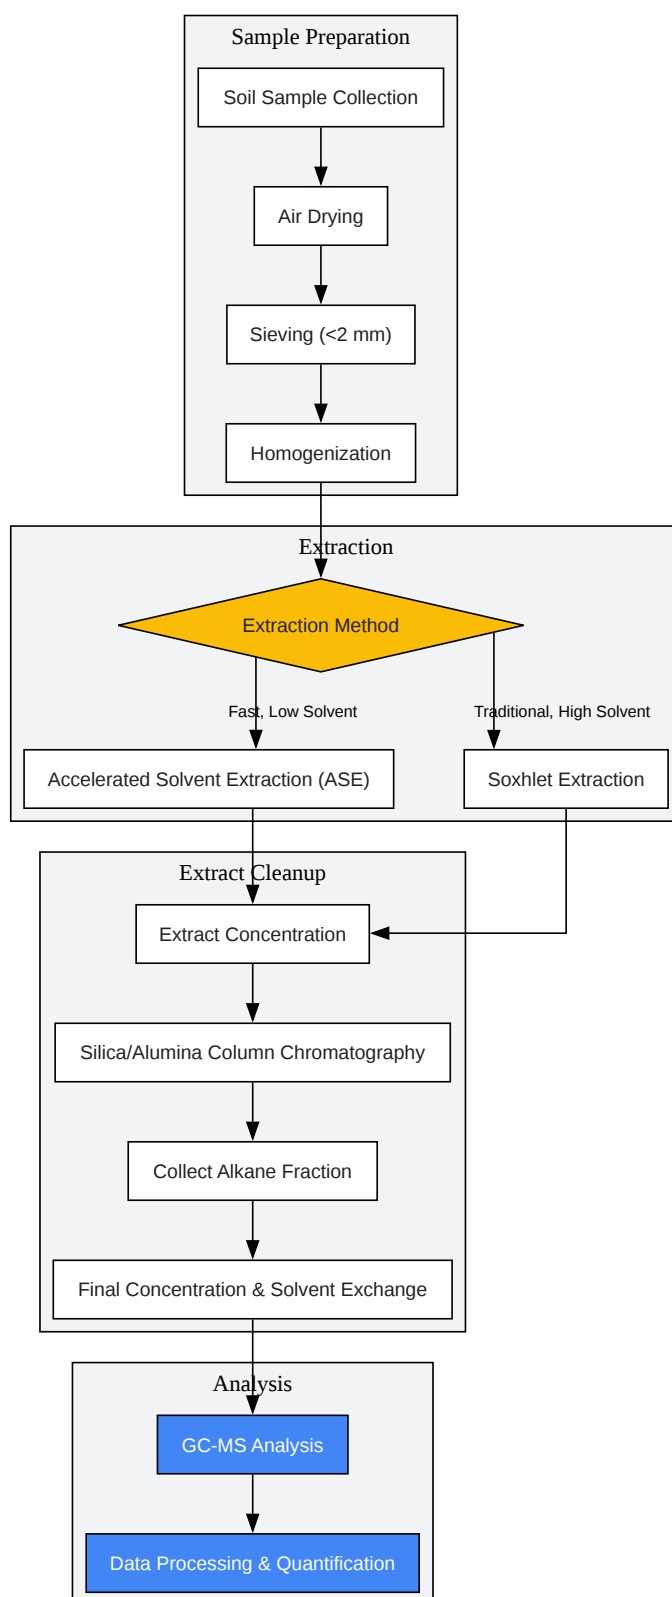 Sample Preparation
Soil Sample Collection
Air Drying
Sieving (<2 mm)
Homogenization
Extraction
Extraction Method
Fast, Low Solvent
Traditional, High Solvent
Accelerated Solvent Extraction (ASE)
Soxhlet Extraction
Extract Cleanup
Extract Concentration
Silica/Alumina Column Chromatography
Collect Alkane Fraction
Final Concentration & Solvent Exchange
Analysis
GC-MS Analysis
Data Processing & Quantification